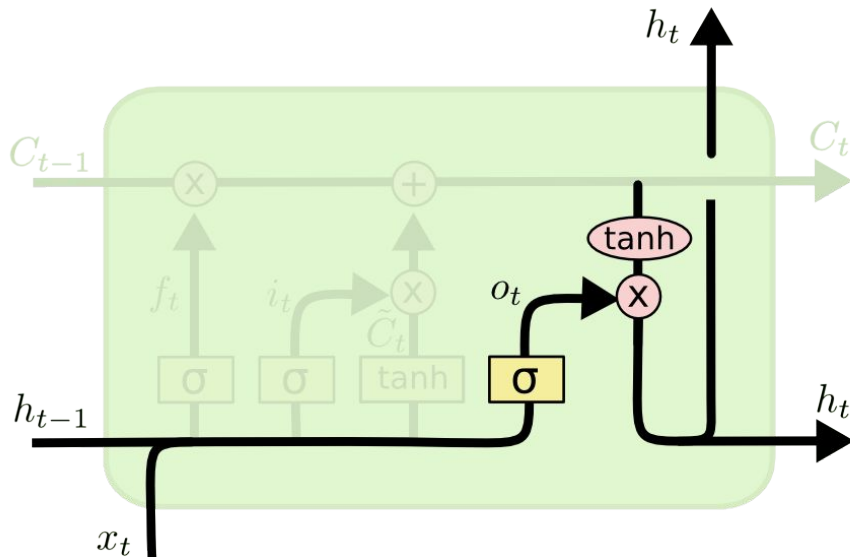 h_t
C_{t-1}
C_t
x
+
tanh
f_t
i_t
x
o_t
x
C̃_t
σ
σ
tanh
σ
h_{t-1}
h_t
x_t